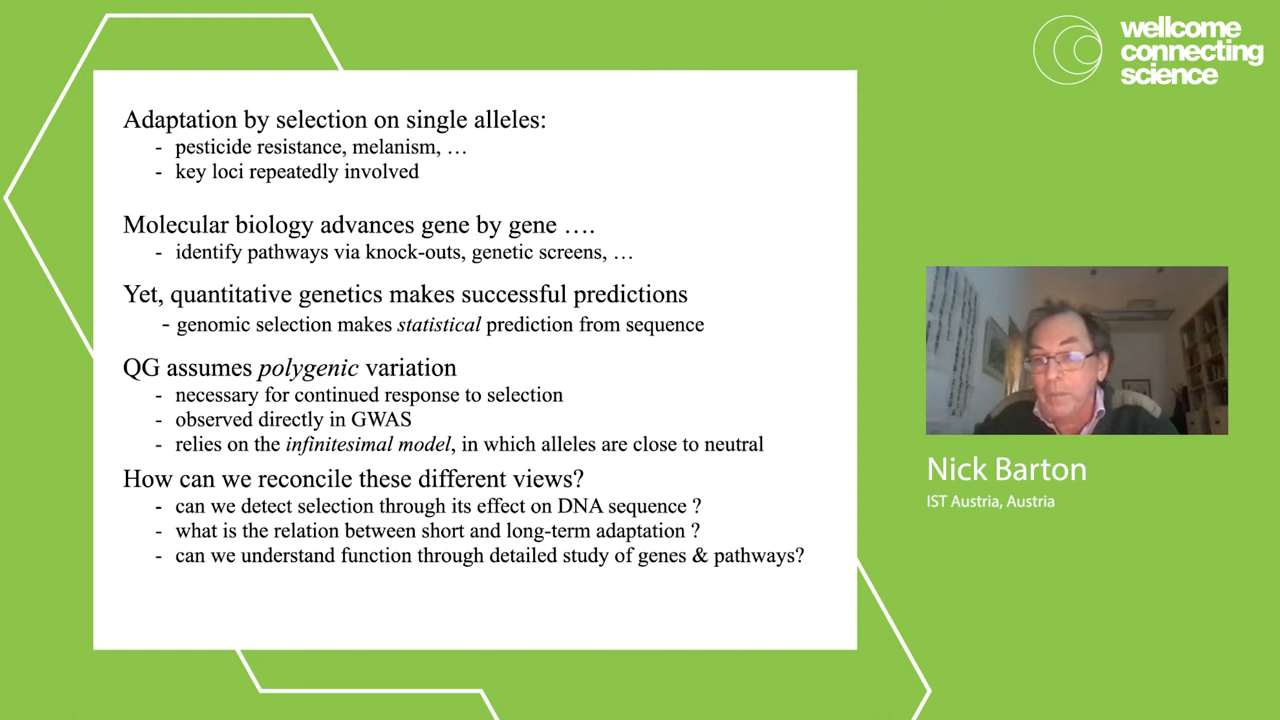 Adaptation by selection on single alleles:
- pesticide resistance, melanism, …
- key loci repeatedly involved
Molecular biology advances gene by gene ….
- identify pathways via knock-outs, genetic screens, …
Yet, quantitative genetics makes successful predictions
- genomic selection makes statistical prediction from sequence
QG assumes polygenic variation
- necessary for continued response to selection
- observed directly in GWAS
- relies on the infinitesimal model, in which alleles are close to neutral
How can we reconcile these different views?
- can we detect selection through its effect on DNA sequence ?
- what is the relation between short and long-term adaptation ?
- can we understand function through detailed study of genes & pathways?
wellcome
connecting
science
Nick Barton
IST Austria, Austria